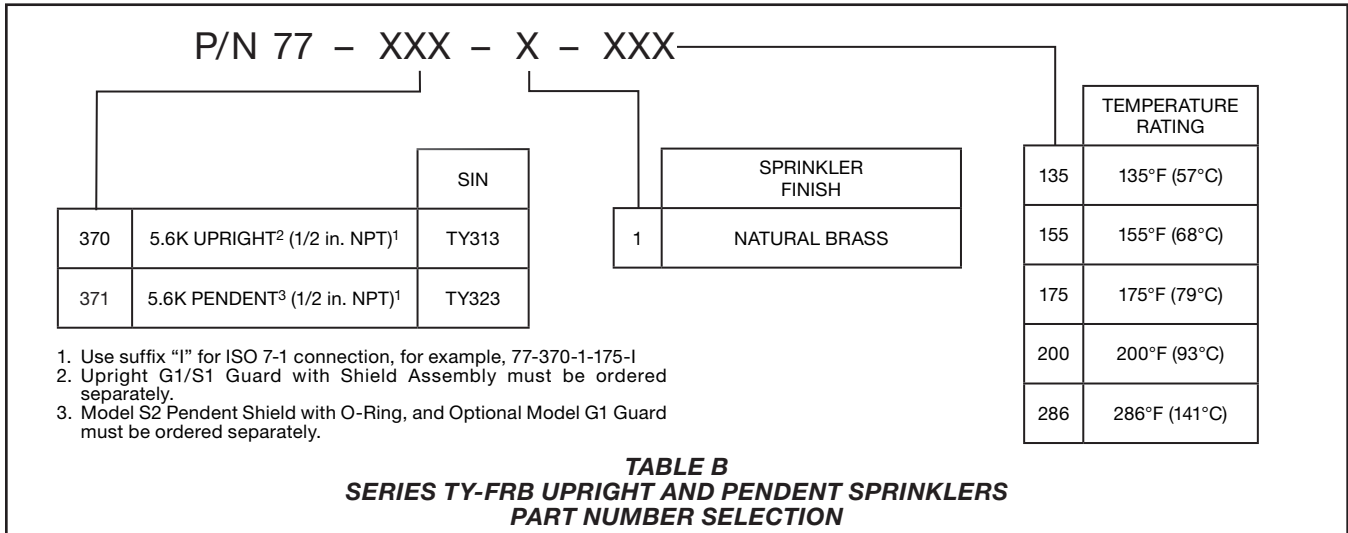 P/N 77 – XXX – X – XXX
SIN
370 5.6K UPRIGHT² (1/2 in. NPT)¹ TY313
371 5.6K PENDENT³ (1/2 in. NPT)¹ TY323
SPRINKLER
FINISH
1 NATURAL BRASS
TEMPERATURE
RATING
135 135°F (57°C)
155 155°F (68°C)
175 175°F (79°C)
200 200°F (93°C)
286 286°F (141°C)
1. Use suffix “I” for ISO 7-1 connection, for example, 77-370-1-175-I
2. Upright G1/S1 Guard with Shield Assembly must be ordered
separately.
3. Model S2 Pendent Shield with O-Ring, and Optional Model G1 Guard
must be ordered separately.
TABLE B
SERIES TY-FRB UPRIGHT AND PENDENT SPRINKLERS
PART NUMBER SELECTION